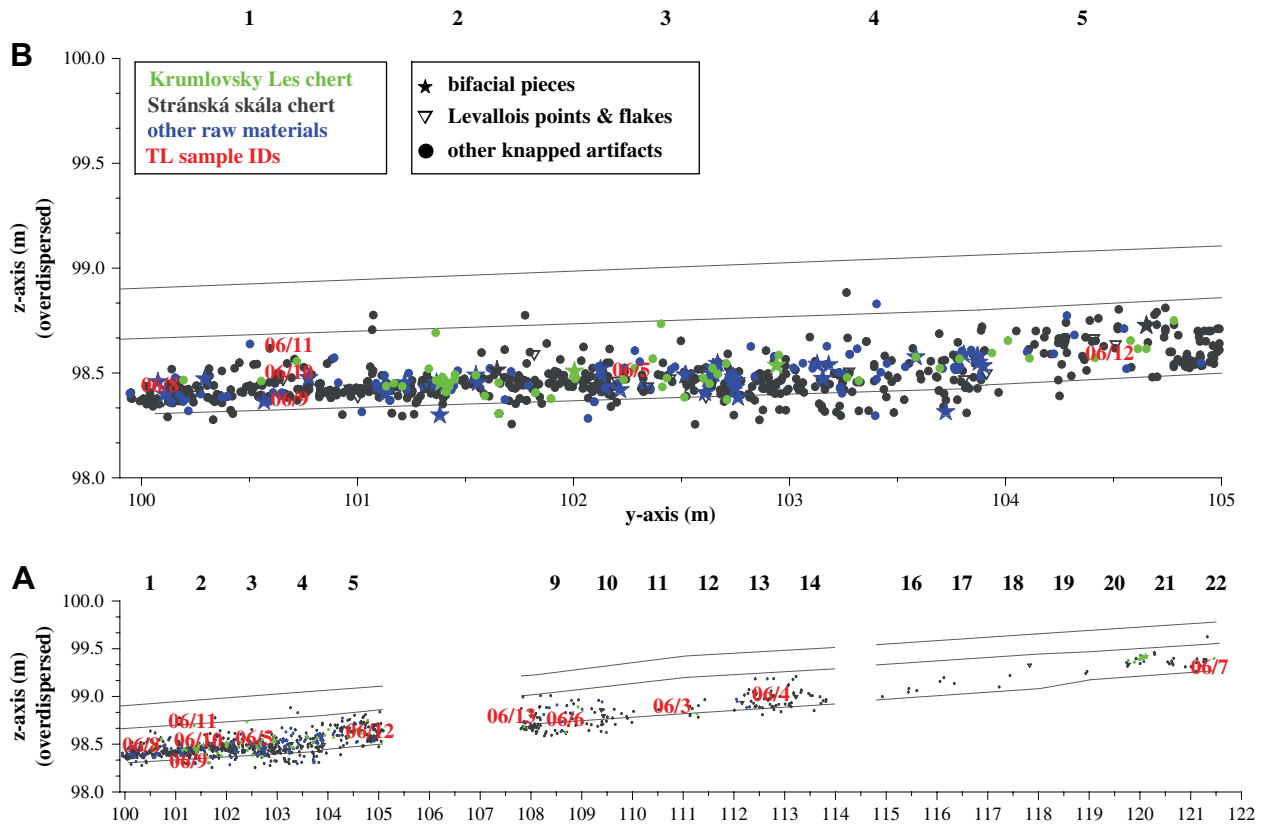 1 2 3 4 5
B
100.0
99.5
99.0
98.5
98.0
z-axis (m)
(overdispersed)
Krumlovsky Les chert
Stránská skála chert
other raw materials
TL sample IDs
bifacial pieces
Levallois points & flakes
other knapped artifacts
06/11
06/10
06/8
06/9
06/5
06/12
100 101 102 103 104 105
y-axis (m)
A
1 2 3 4 5 9 10 11 12 13 14 16 17 18 19 20 21 22
100.0
99.5
99.0
98.5
98.0
z-axis (m)
(overdispersed)
06/11
06/8
06/10
06/5
06/9
06/12
06/13
06/6
06/3
06/4
06/7
100 101 102 103 104 105 106 107 108 109 110 111 112 113 114 115 116 117 118 119 120 121 122